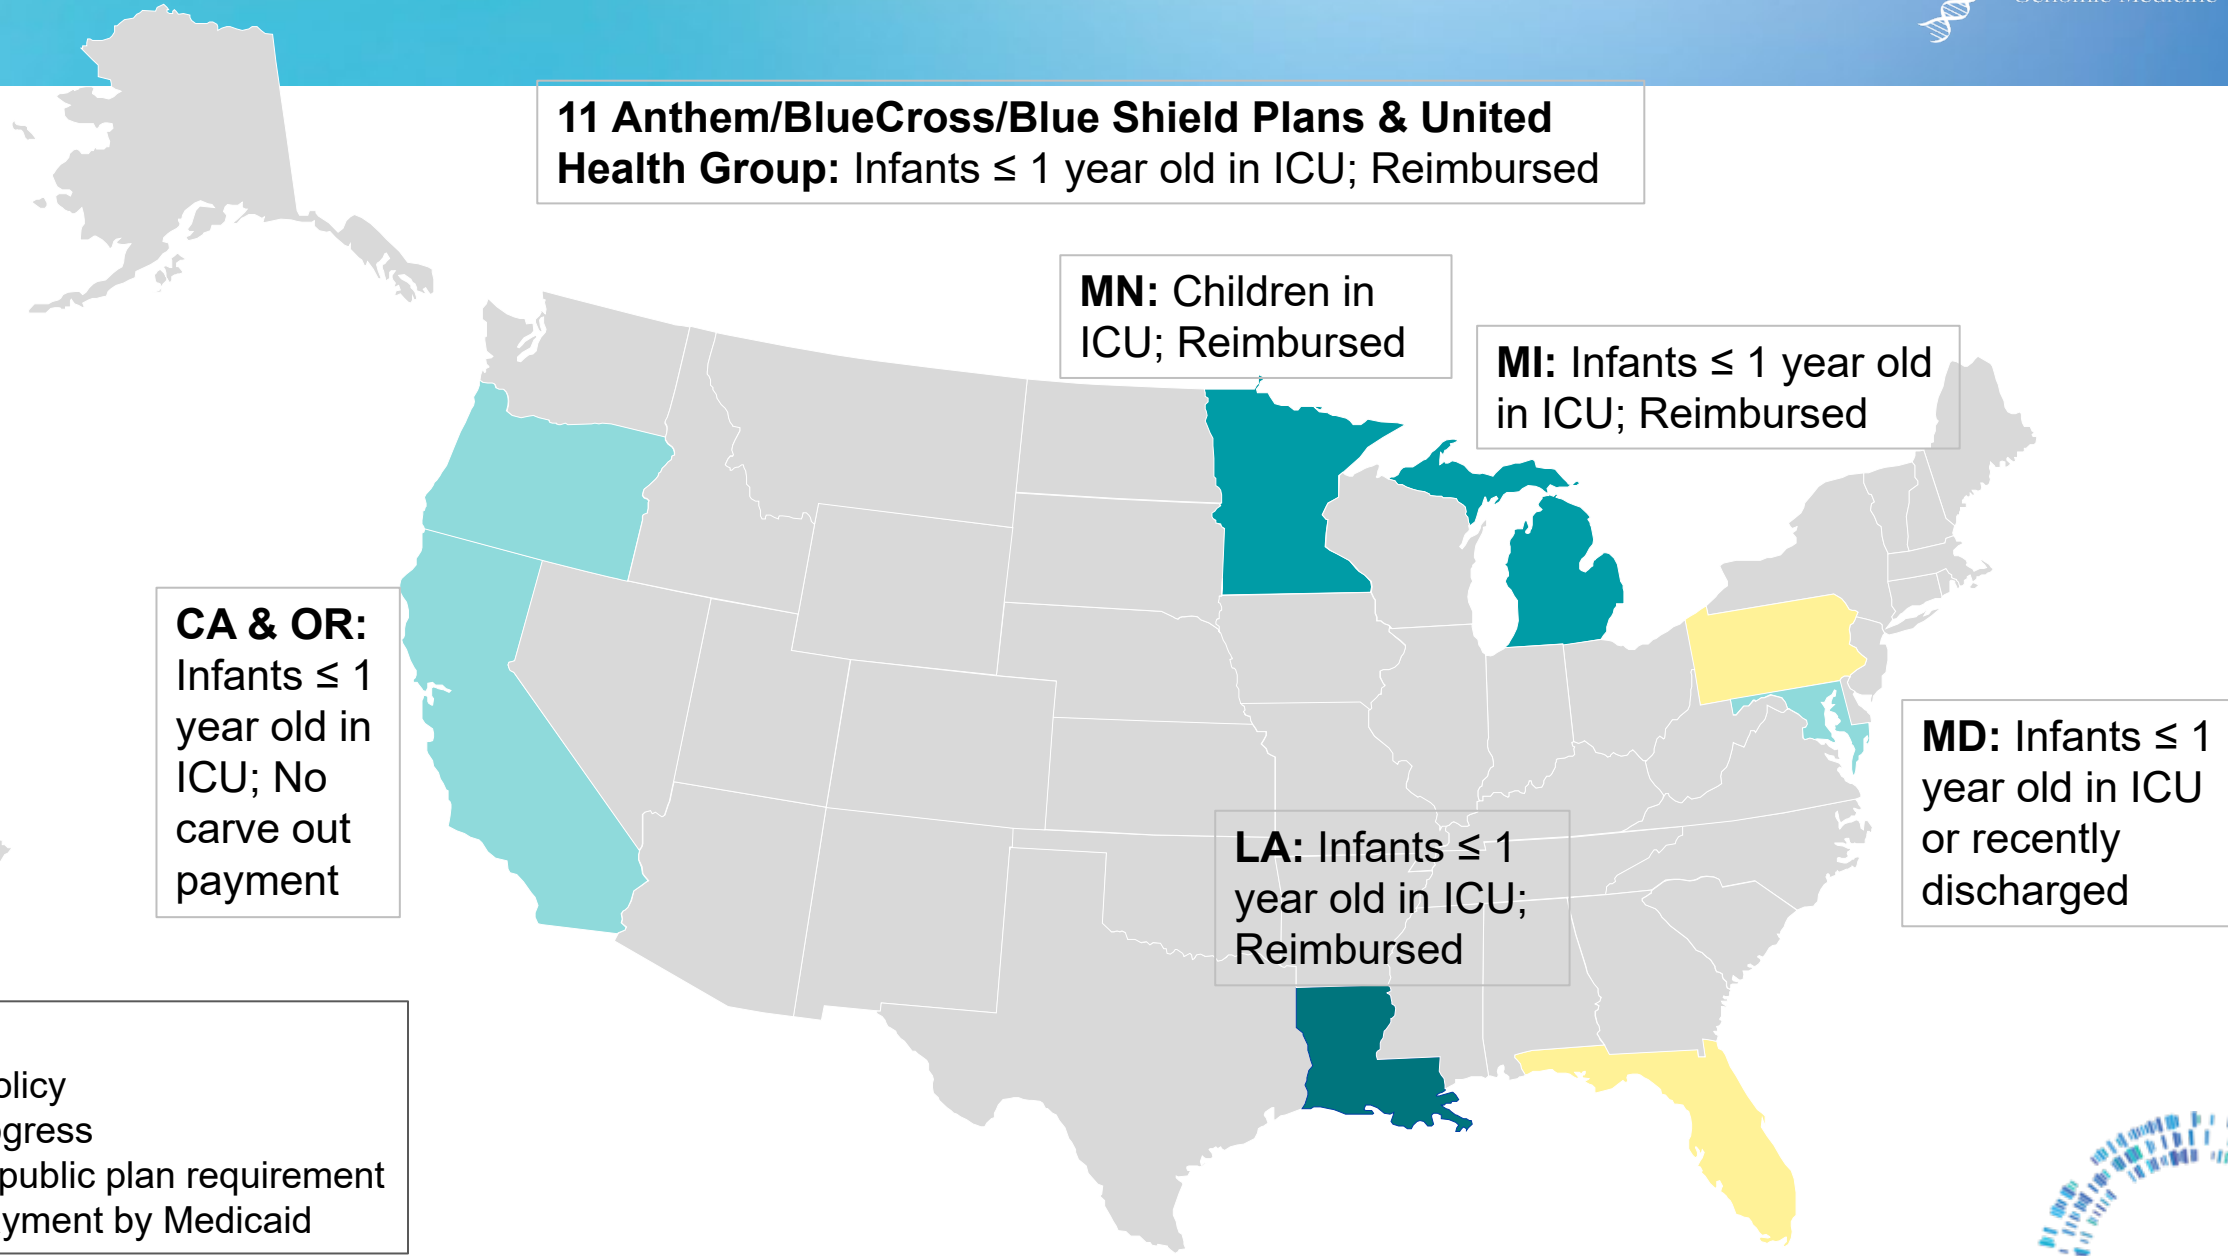 11 Anthem/BlueCross/Blue Shield Plans & United
Health Group: Infants ≤ 1 year old in ICU; Reimbursed
MN: Children in
ICU; Reimbursed
MI: Infants ≤ 1 year old
in ICU; Reimbursed
CA & OR:
Infants ≤ 1
year old in
ICU; No
carve out
payment
MD: Infants ≤ 1
year old in ICU
or recently
discharged
LA: Infants ≤ 1
year old in ICU;
Reimbursed
olicy
ogress
public plan requirement
yment by Medicaid